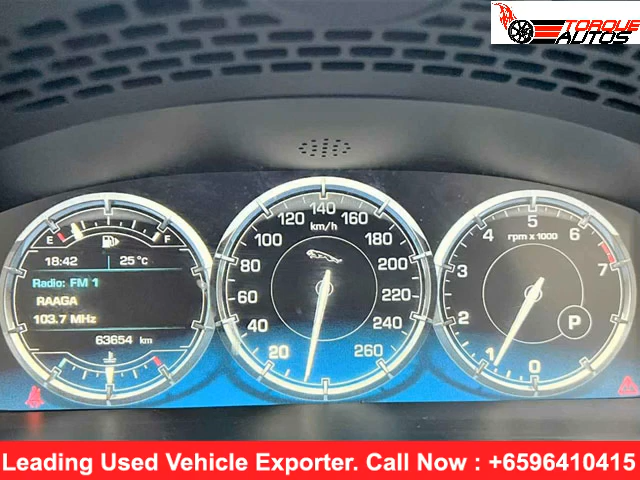 TORQUE
AUTOS
E F
18:42 25°C
Radio: FM 1
RAAGA
103.7 MHz
63654 km
20
40
60
80
100
120
140
160
180
200
220
240
260
km/h
0
1
2
3
4
5
6
7
rpm x 1000
P
Leading Used Vehicle Exporter. Call Now : +6596410415